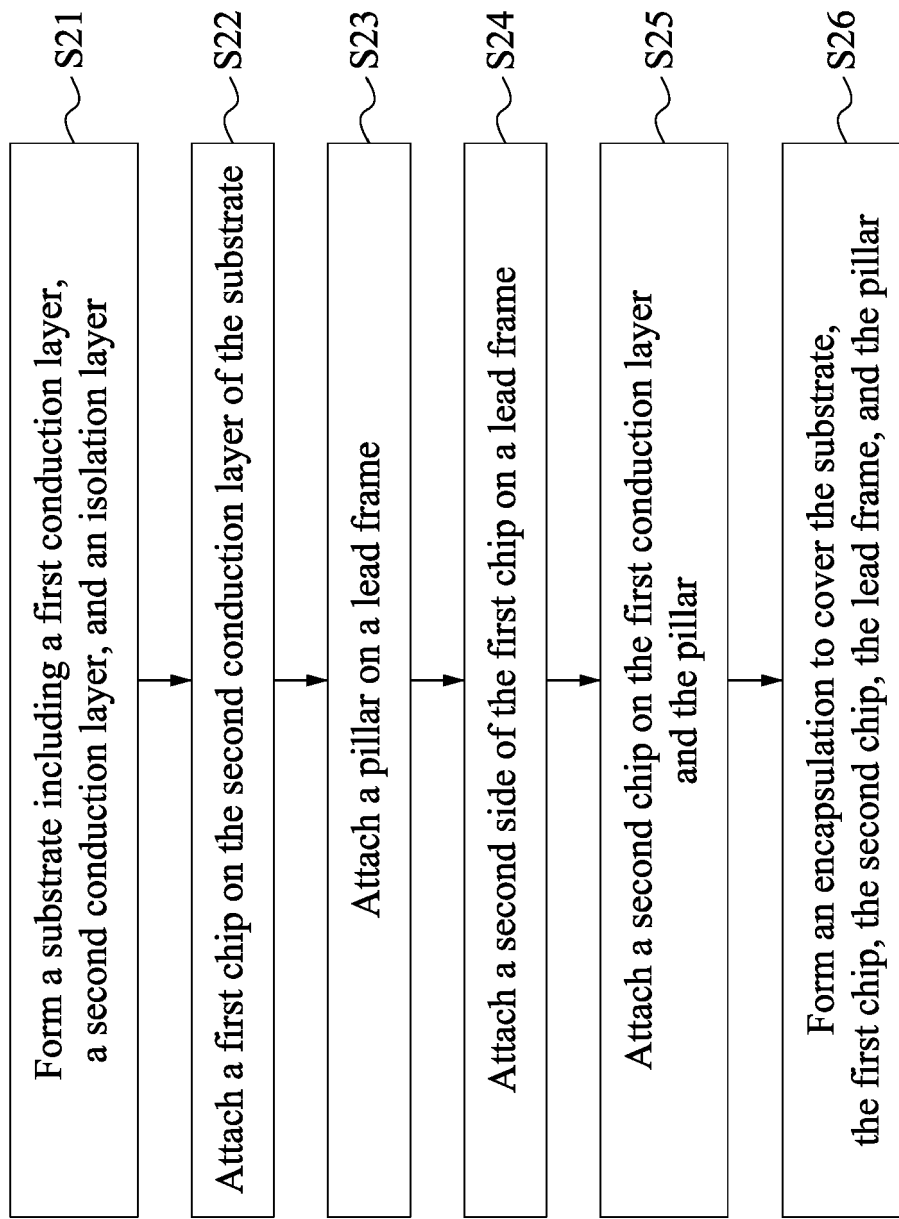 Form a substrate including a first conduction layer,
a second conduction layer, and an isolation layer
S21
Attach a first chip on the second conduction layer of the substrate
S22
Attach a pillar on a lead frame
S23
Attach a second side of the first chip on a lead frame
S24
Attach a second chip on the first conduction layer
and the pillar
S25
Form an encapsulation to cover the substrate,
the first chip, the second chip, the lead frame, and the pillar
S26